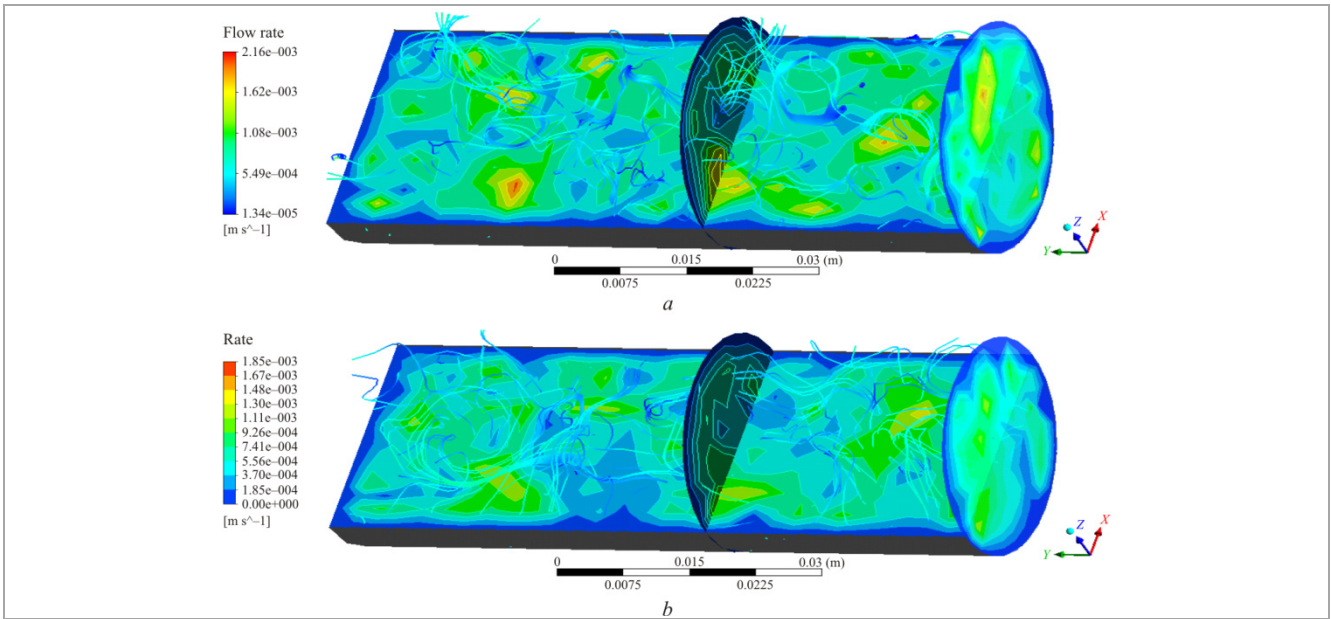 Flow rate
2.16e–003
1.62e–003
1.08e–003
5.49e–004
1.34e–005
[m s^–1]
Z
X
Y
0 0.015 0.03 (m)
0.0075 0.0225
a
Rate
1.85e–003
1.67e–003
1.48e–003
1.30e–003
1.11e–003
9.26e–004
7.41e–004
5.56e–004
3.70e–004
1.85e–004
0.00e+000
[m s^–1]
Z
X
Y
0 0.015 0.03 (m)
0.0075 0.0225
b